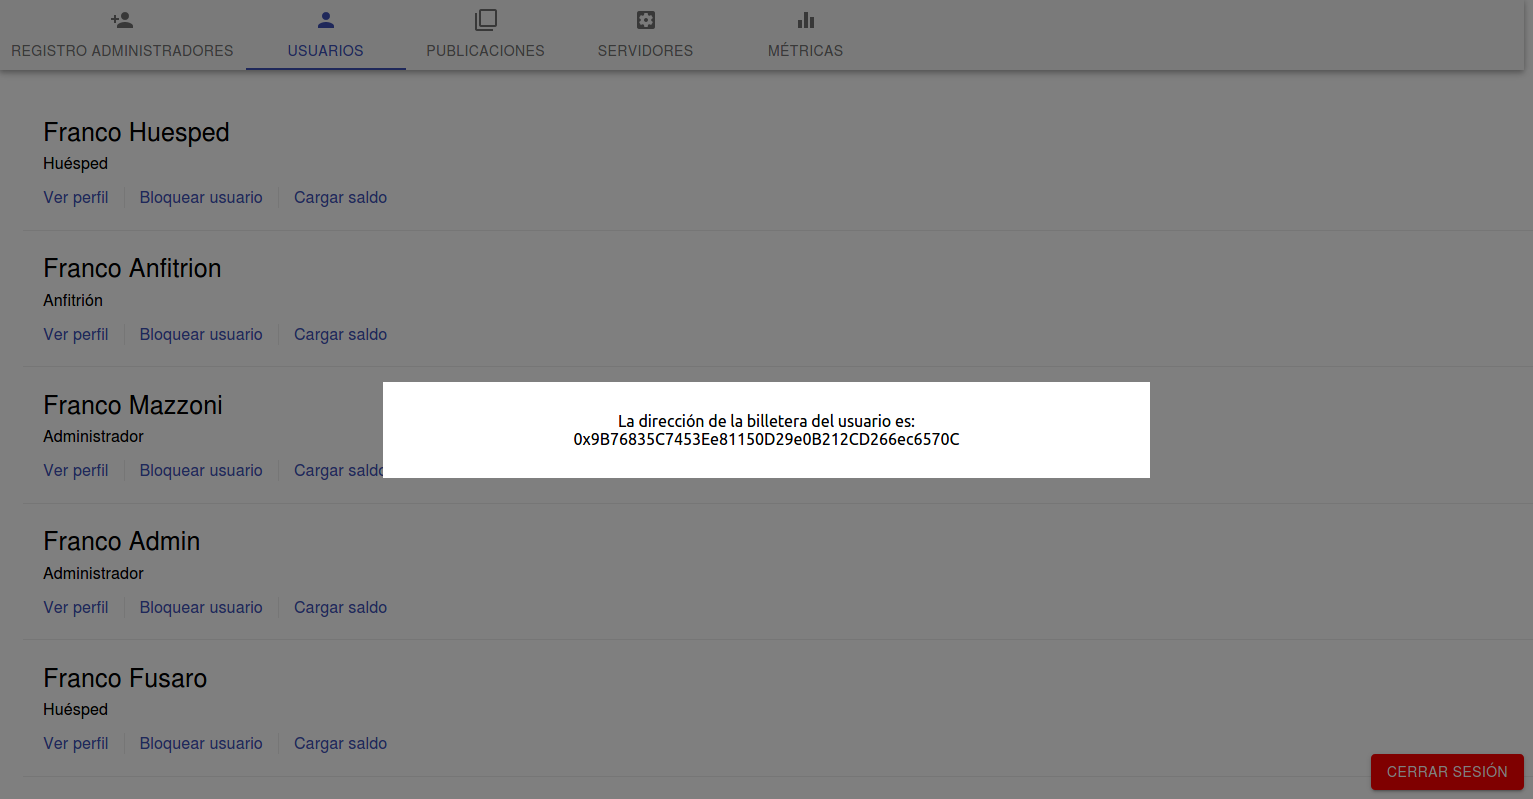 REGISTRO ADMINISTRADORES USUARIOS PUBLICACIONES SERVIDORES MÉTRICAS
Franco Huesped
Huésped
Ver perfil Bloquear usuario Cargar saldo
Franco Anfitrion
Anfitrión
Ver perfil Bloquear usuario Cargar saldo
Franco Mazzoni
Administrador
Ver perfil Bloquear usuario Cargar saldo
La dirección de la billetera del usuario es:
0x9B76835C7453Ee81150D29e0B212CD266ec6570C
Franco Admin
Administrador
Ver perfil Bloquear usuario Cargar saldo
Franco Fusaro
Huésped
Ver perfil Bloquear usuario Cargar saldo
CERRAR SESIÓN